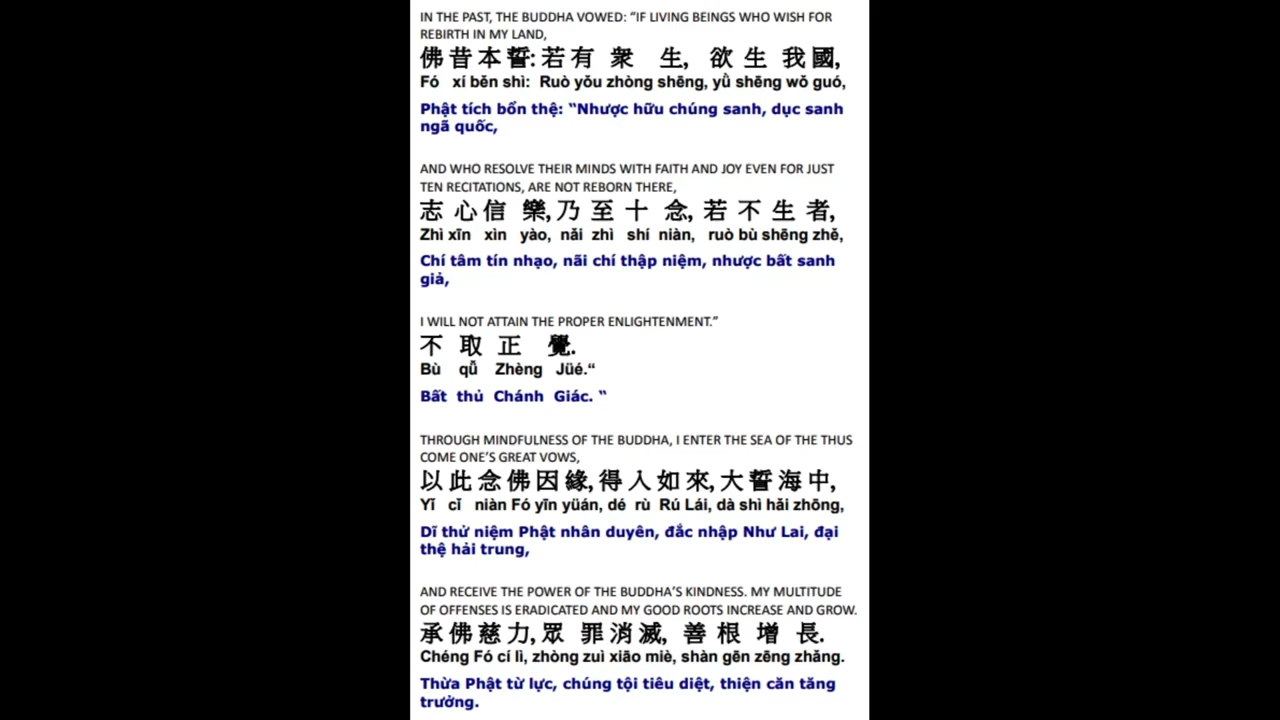 IN THE PAST, THE BUDDHA VOWED: “IF LIVING BEINGS WHO WISH FOR
REBIRTH IN MY LAND,
佛昔本誓: 若有衆生, 欲生我國,
Fó xí běn shì: Ruò yǒu zhòng shēng, yǜ shēng wǒ guó,
Phật tích bổn thệ: “Nhược hữu chúng sanh, dục sanh
ngã quốc,
AND WHO RESOLVE THEIR MINDS WITH FAITH AND JOY EVEN FOR JUST
TEN RECITATIONS, ARE NOT REBORN THERE,
志心信樂, 乃至十念, 若不生者,
Zhì xīn xìn yào, nǎi zhì shí niàn, ruò bù shēng zhě,
Chí tâm tín nhạo, nãi chí thập niệm, nhược bất sanh
giả,
I WILL NOT ATTAIN THE PROPER ENLIGHTENMENT.”
不取正覺.
Bù qǚ Zhèng Jüé.“
Bất thủ Chánh Giác. “
THROUGH MINDFULNESS OF THE BUDDHA, I ENTER THE SEA OF THE THUS
COME ONE’S GREAT VOWS,
以此念佛因緣, 得入如來, 大誓海中,
Yǐ cǐ niàn Fó yīn yüán, dé rù Rú Lái, dà shì hǎi zhōng,
Dĩ thử niệm Phật nhân duyên, đắc nhập Như Lai, đại
thệ hải trung,
AND RECEIVE THE POWER OF THE BUDDHA’S KINDNESS. MY MULTITUDE
OF OFFENSES IS ERADICATED AND MY GOOD ROOTS INCREASE AND GROW.
承佛慈力, 眾罪消滅, 善根增長.
Chéng Fó cí lì, zhòng zuì xiāo miè, shàn gēn zēng zhǎng.
Thừa Phật từ lực, chúng tội tiêu diệt, thiện căn tăng
trưởng.